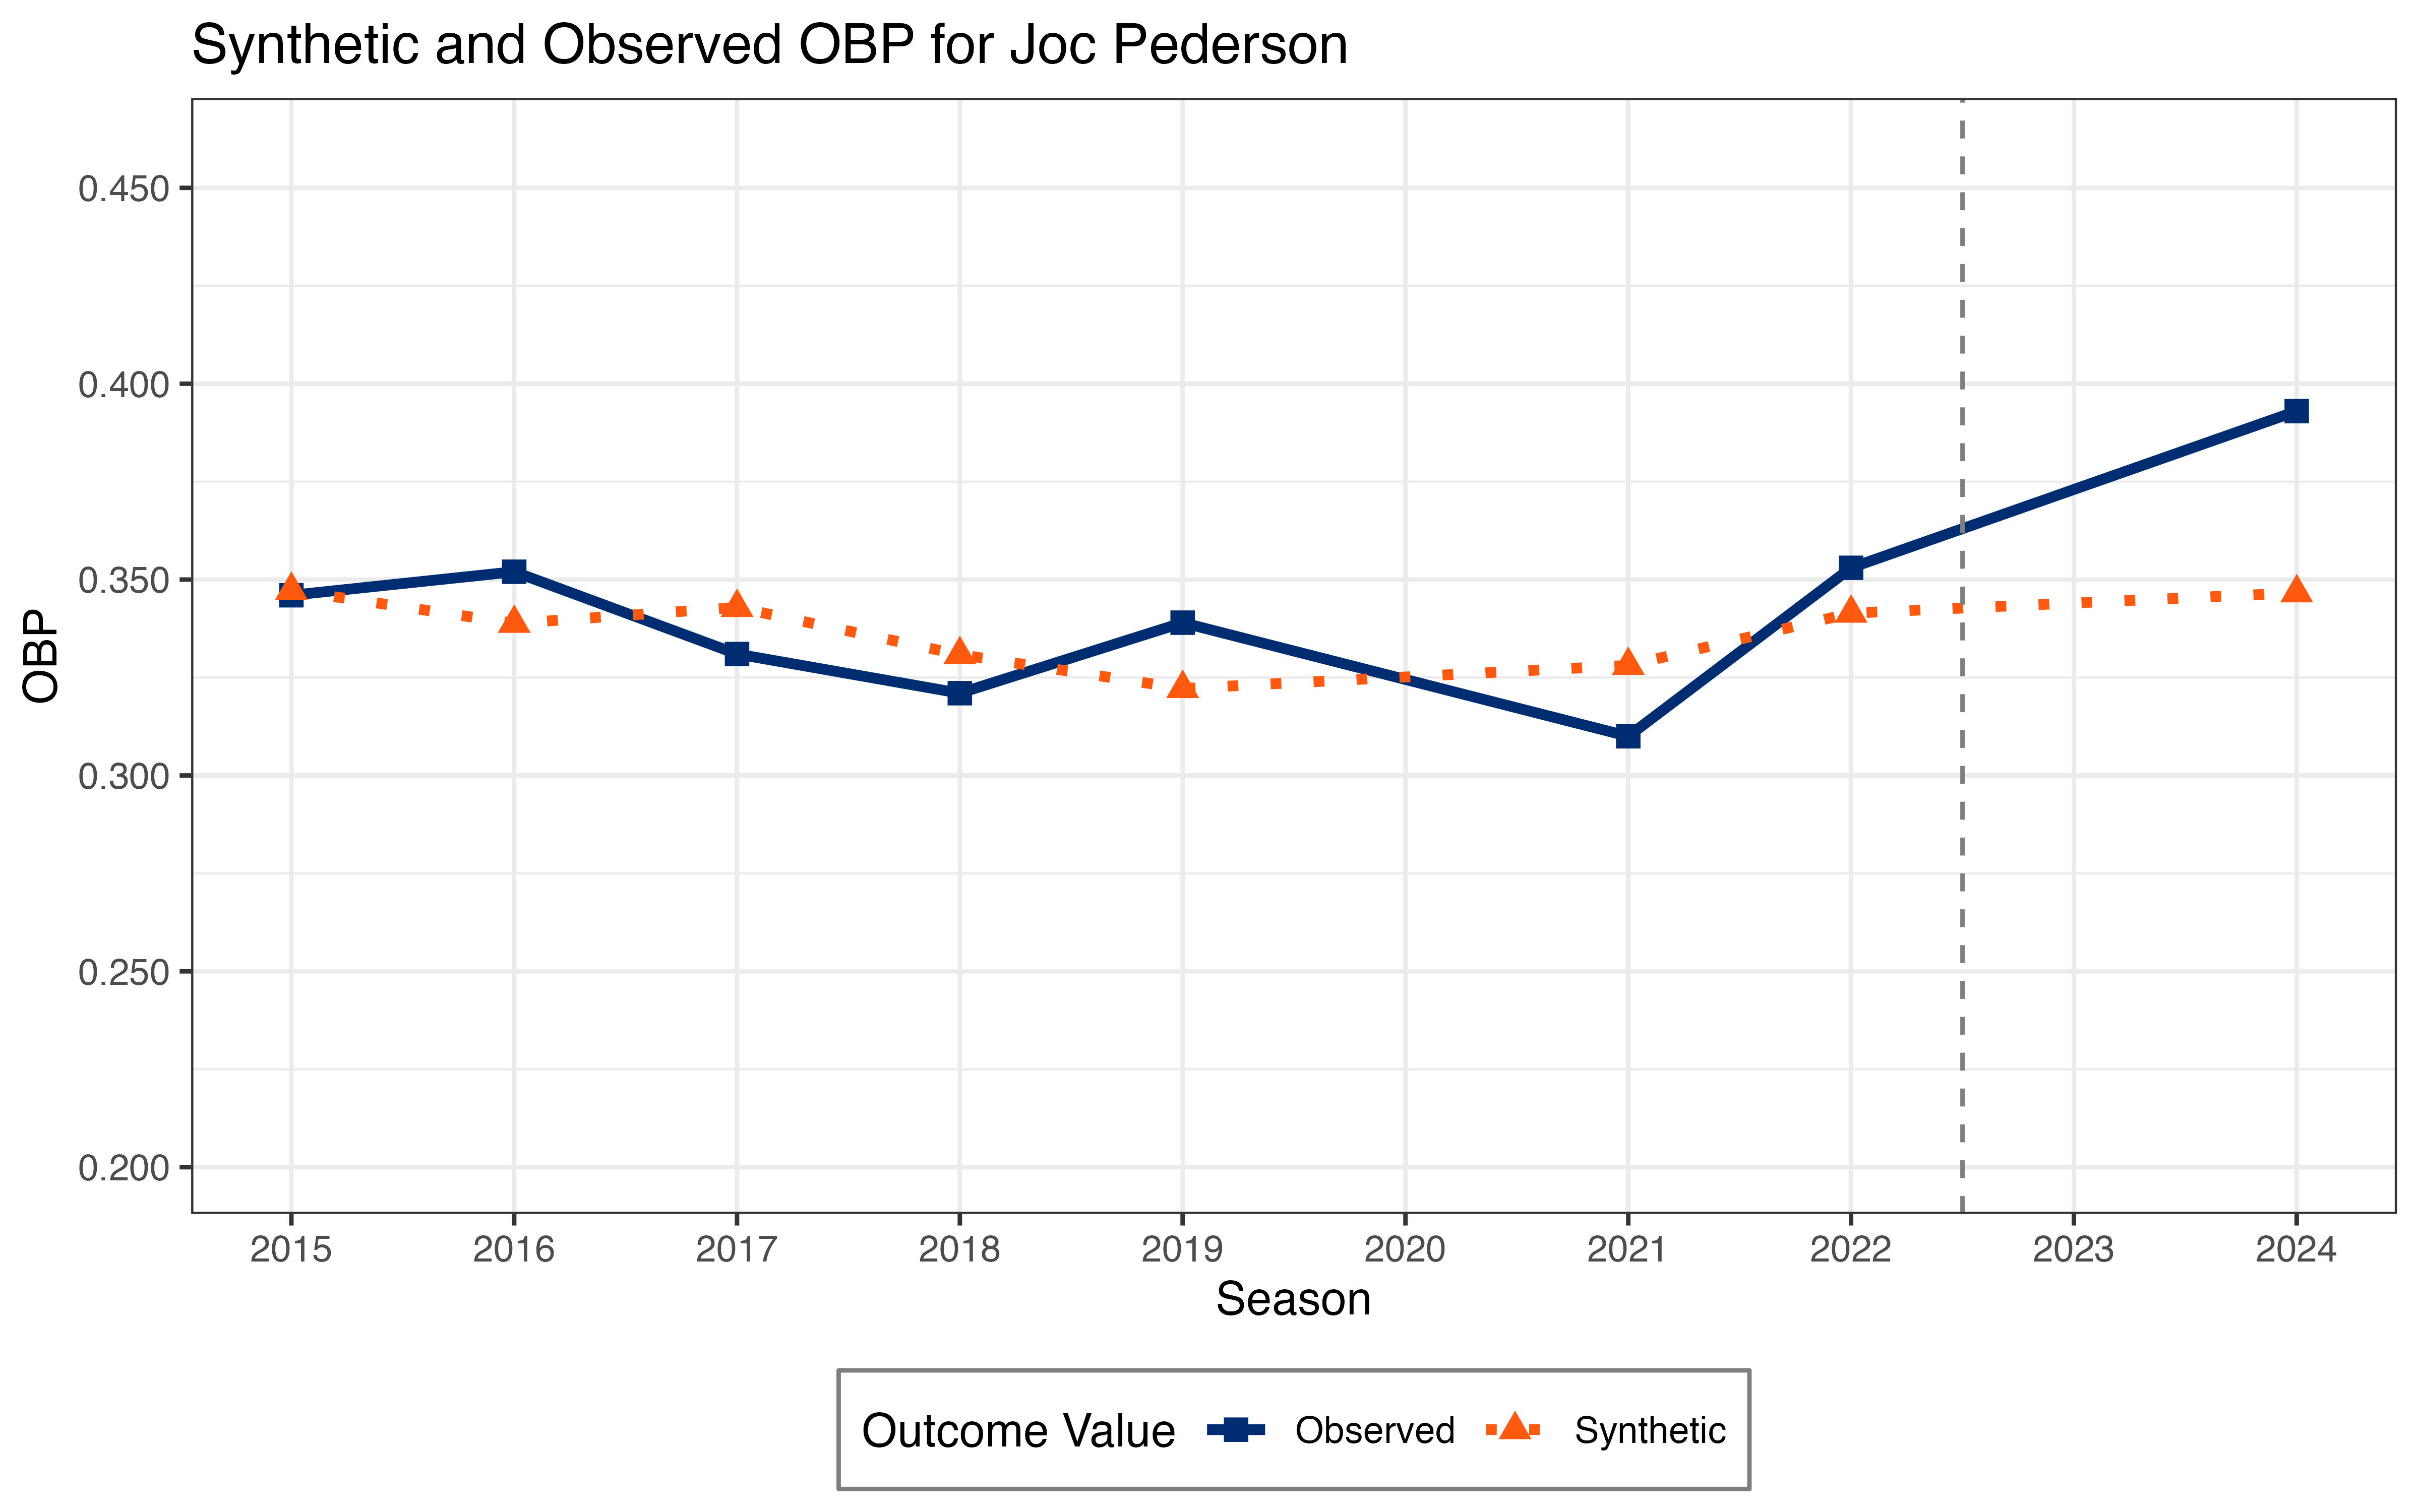 Synthetic and Observed OBP for Joc Pederson
0.450
0.400
0.350
0.300
0.250
0.200
OBP
2015 2016 2017 2018 2019 2020 2021 2022 2023 2024
Season
Outcome Value Observed Synthetic